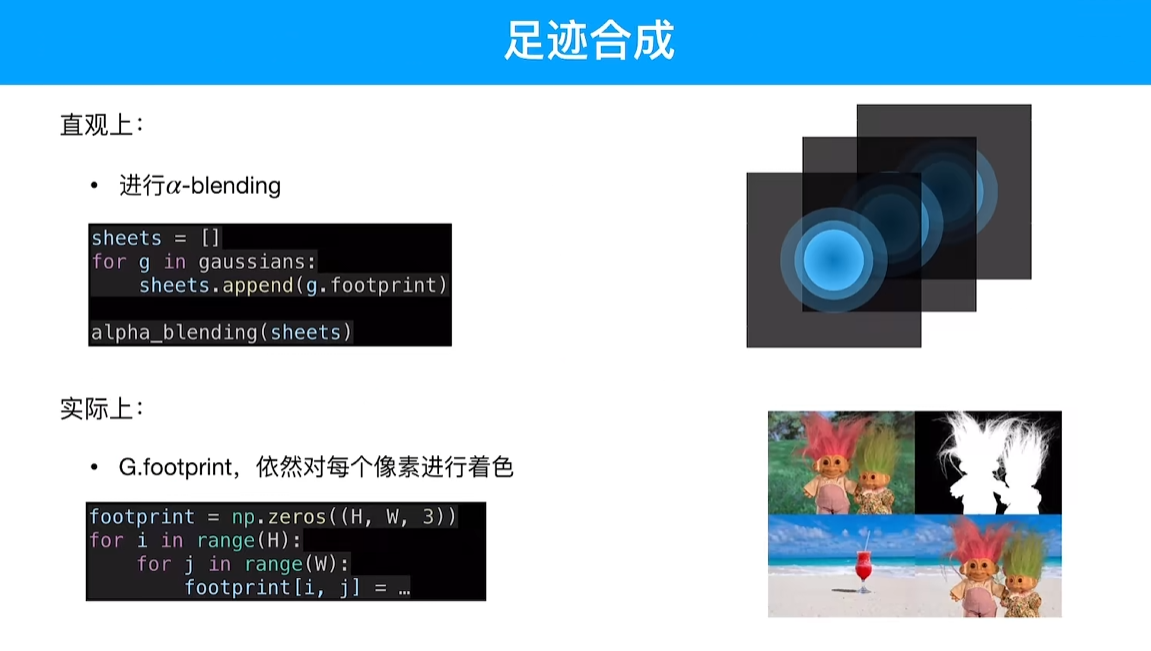 足迹合成
直观上：
• 进行α-blending
sheets = []
for g in gaussians:
    sheets.append(g.footprint)
alpha_blending(sheets)
实际上：
• G.footprint，依然对每个像素进行着色
footprint = np.zeros((H, W, 3))
for i in range(H):
    for j in range(W):
        footprint[i, j] = …